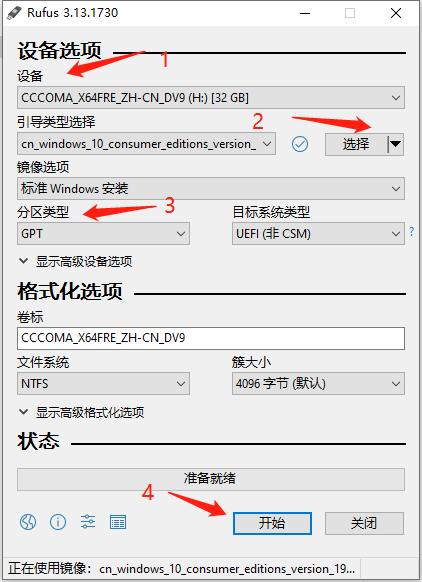 Rufus 3.13.1730
设备选项
1
设备
CCCOMA_X64FRE_ZH-CN_DV9 (H:) [32 GB]
引导类型选择
2
cn_windows_10_consumer_editions_version_
选择
镜像选项
标准 Windows 安装
分区类型
3
目标系统类型
GPT
UEFI (非 CSM)
?
显示高级设备选项
格式化选项
卷标
CCCOMA_X64FRE_ZH-CN_DV9
文件系统
簇大小
NTFS
4096 字节 (默认)
显示高级格式化选项
状态
准备就绪
4
开始
关闭
正在使用镜像: cn_windows_10_consumer_editions_version_19...